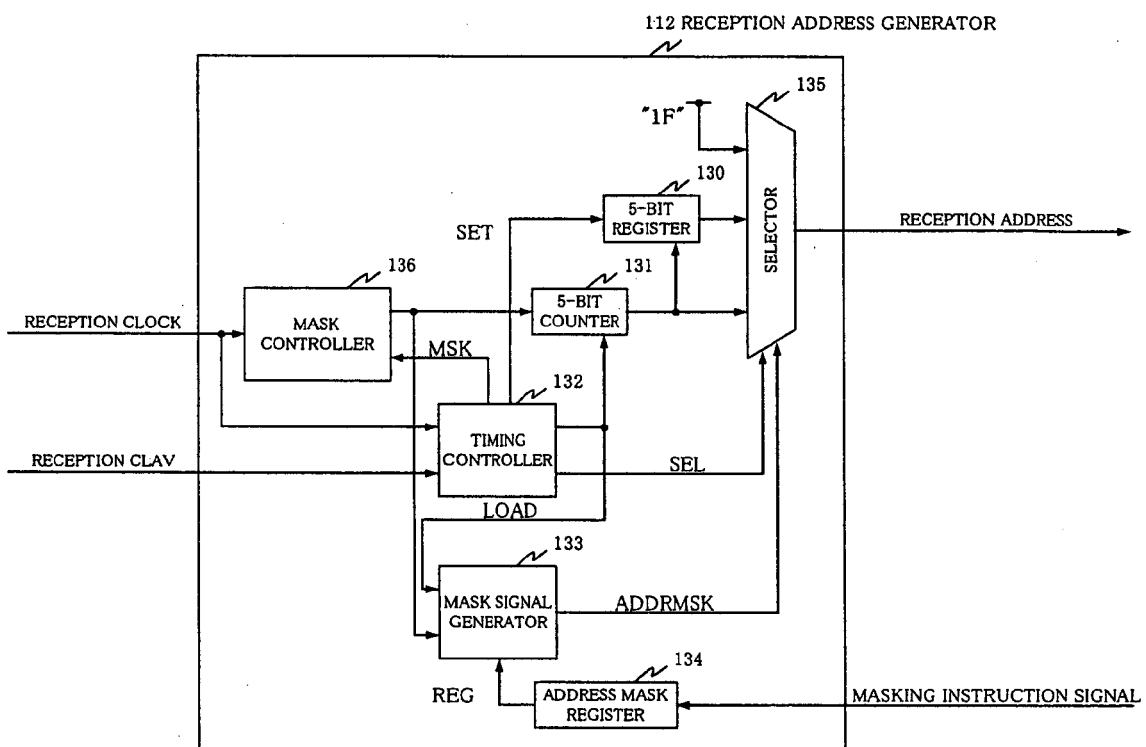 112 RECEPTION ADDRESS GENERATOR
135
"1F"
130
5-BIT
REGISTER
SET
SELECTOR
RECEPTION ADDRESS
131
136
5-BIT
COUNTER
RECEPTION CLOCK
MASK
CONTROLLER
MSK
132
TIMING
CONTROLLER
RECEPTION CLAV
SEL
LOAD
133
MASK SIGNAL
GENERATOR
ADDRMSK
134
REG
ADDRESS MASK
REGISTER
MASKING INSTRUCTION SIGNAL